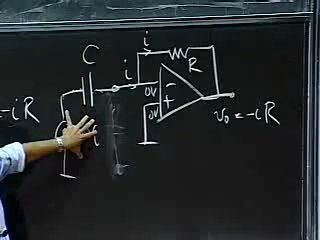 C
i
i
R
0V
0V
-
+
v₀ = -iR
-iR
i